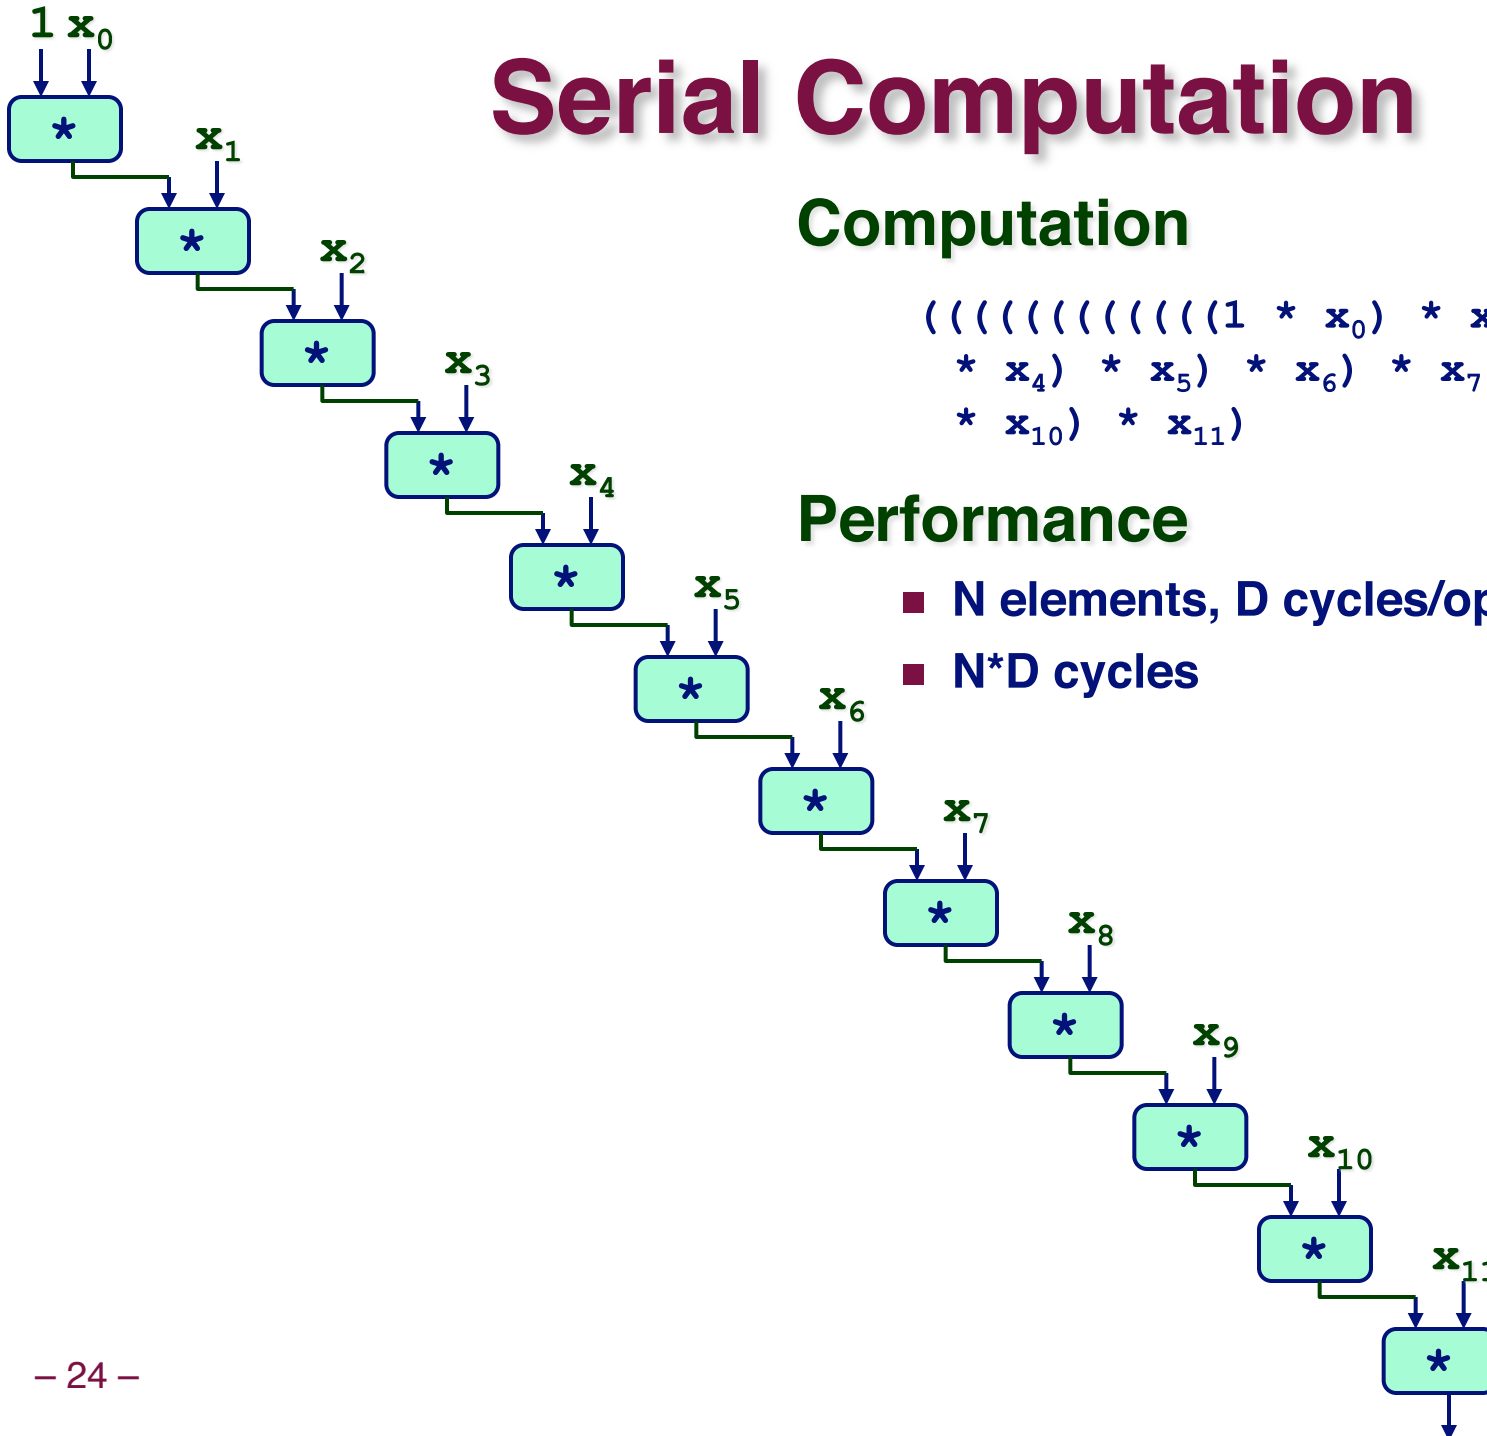 1 x0
Serial Computation
*
x1
Computation
*
x2
((((((((((((1 * x0) * x
*
x3
* x4) * x5) * x6) * x7
* x10) * x11)
*
x4
Performance
*
x5
N elements, D cycles/op
N*D cycles
*
x6
*
x7
*
x8
*
x9
*
x10
*
x11
*
– 24 –